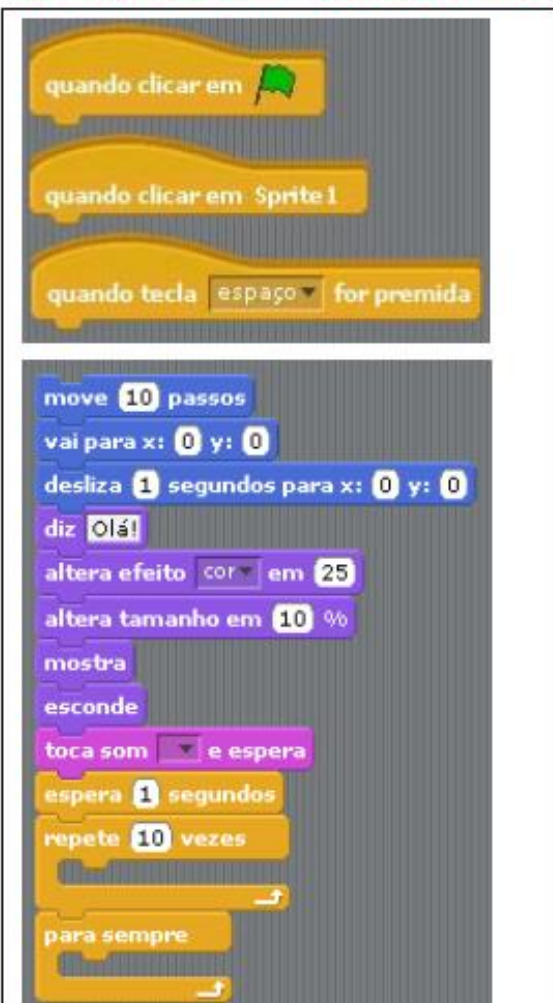 quando clicar em
quando clicar em Sprite1
quando tecla espaço for premida
move 10 passos
vai para x: 0 y: 0
desliza 1 segundos para x: 0 y: 0
diz Olá!
altera efeito cor em 25
altera tamanho em 10 %
mostra
esconde
toca som e espera
espera 1 segundos
repete 10 vezes
para sempre